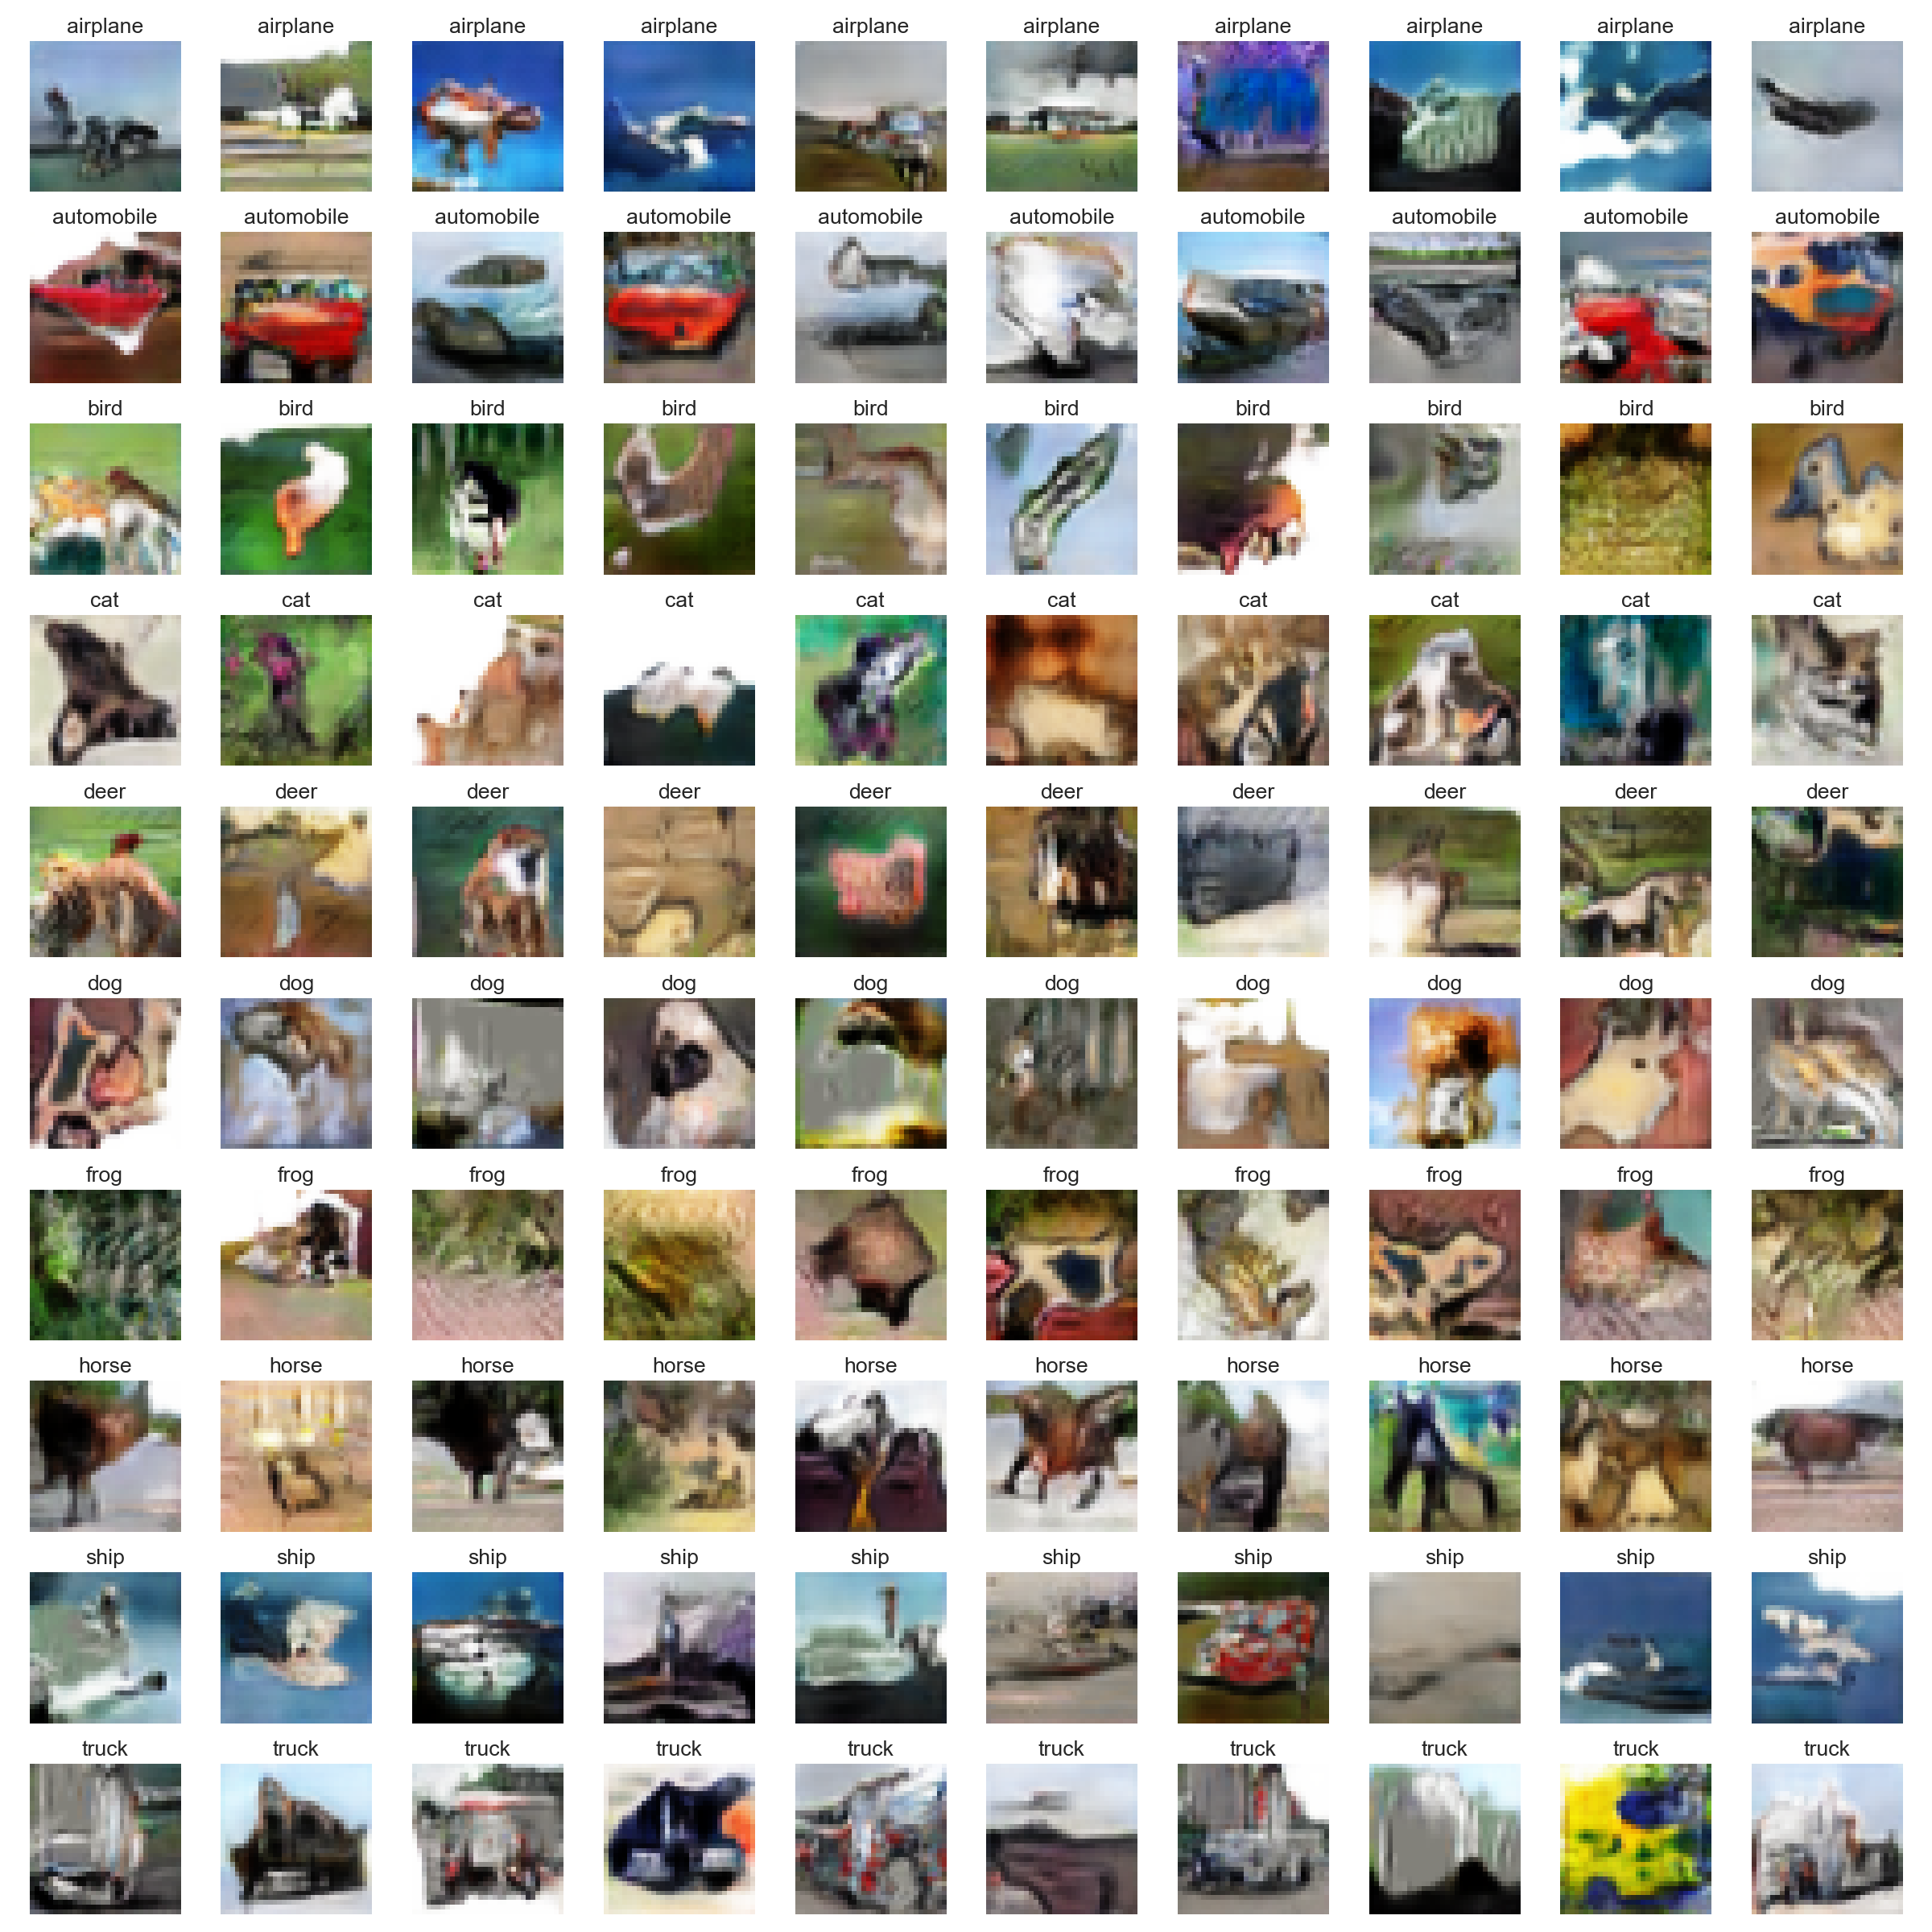 airplane airplane airplane airplane airplane airplane airplane airplane airplane airplane
automobile automobile automobile automobile automobile automobile automobile automobile automobile automobile
bird bird bird bird bird bird bird bird bird bird
cat cat cat cat cat cat cat cat cat cat
deer deer deer deer deer deer deer deer deer deer
dog dog dog dog dog dog dog dog dog dog
frog frog frog frog frog frog frog frog frog frog
horse horse horse horse horse horse horse horse horse horse
ship ship ship ship ship ship ship ship ship ship
truck truck truck truck truck truck truck truck truck truck